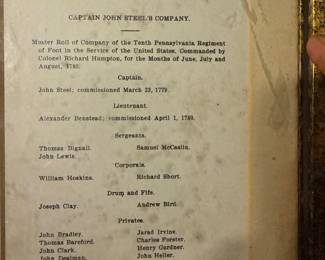 CAPTAIN JOHN STEEL'S COMPANY.
Muster Roll of Company of the Tenth Pennsylvania Regiment
of Foot in the Service of the United States, Commanded by
Colonel Richard Humpton, for the Months of June, July and
August, 1780.
Captain.
John Steel; commissioned March 23, 1779.
Lieutenant.
Alexander Benstead; commissioned April 1, 1780.
Sergeants.
Thomas Bignall. Samuel McCaslin.
John Lewis.
Corporals.
William Hoskins. Richard Short.
Drum and Fife.
Joseph Clay. Andrew Bird.
Privates.
John Bradley. Jarad Irvine.
Thomas Bareford. Charles Forster.
John Clark. Henry Gardner.
John John Heller.